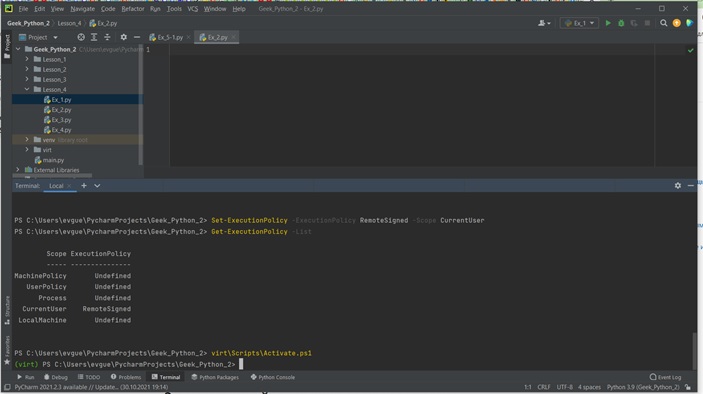 File Edit View Navigate Code Refactor Run Tools VCS Window Help Geek_Python_2 - Ex_2.py
Geek_Python_2 Lesson_4 Ex_2.py Ex_1
Project Ex_5-1.py Ex_2.py
Project
Geek_Python_2 C:\Users\evgue\Pycharm
1
Lesson_1
Lesson_2
Lesson_3
Lesson_4
Ex_1.py
Ex_2.py
Ex_3.py
Ex_4.py
venv library root
virt
main.py
External Libraries
Terminal: Local
PS C:\Users\evgue\PycharmProjects\Geek_Python_2> Set-ExecutionPolicy -ExecutionPolicy RemoteSigned -Scope CurrentUser
PS C:\Users\evgue\PycharmProjects\Geek_Python_2> Get-ExecutionPolicy -List
Scope ExecutionPolicy
----- ---------------
MachinePolicy Undefined
UserPolicy Undefined
Process Undefined
CurrentUser RemoteSigned
LocalMachine Undefined
Structure
PS C:\Users\evgue\PycharmProjects\Geek_Python_2> virt\Scripts\Activate.ps1
(virt) PS C:\Users\evgue\PycharmProjects\Geek_Python_2>
Favorites
Run Debug TODO Problems Terminal Python Packages Python Console Event Log
PyCharm 2021.2.3 available // Update... (30.10.2021 19:14) 1:1 CRLF UTF-8 4 spaces Python 3.9 (Geek_Python_2)